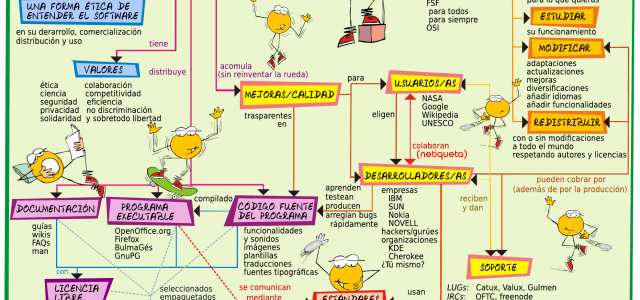 UNA FORMA ÉTICA DE
ENTENDER EL SOFTWARE
en su derarrollo, comercialización
distribución y uso
tiene
VALORES
distribuye
ética
ciencia
seguridad
privacidad
solidaridad
colaboración
competitividad
eficiencia
no discriminación
y sobretodo libertad
acomula
(sin reinventar la rueda)
MEJORAS/CALIDAD
trasparentes
en
para
FSF
para todos
para siempre
OSI
USUARIOS/AS
eligen
NASA
Google
Wikipedia
UNESCO
colaboran
(netiqueta)
para lo que quieras
ESTUDIAR
su funcionamiento
MODIFICAR
adaptaciones
actualizaciones
mejoras
diversificaciones
añadir idiomas
añadir funcionalidades
REDISTRIBUIR
con o sin modificaciones
a todo el mundo
respetando autores y licencias
pueden cobrar por
(además de por la producción)
DESARROLLADORES/AS
aprenden
testean
producen
arreglan bugs
rápidamente
empresas
IBM
SUN
Nokia
NOVELL
hackers/gurúes
organizaciones
KDE
Cherokee
¿Tú mismo?
reciben
y dan
DOCUMENTACIÓN
guías
wikis
FAQs
man
PROGRAMA
EJECUTABLE
OpenOffice.org
Firefox
BulmaGés
GnuPG
compilado
CÓDIGO FUENTE
DEL PROGRAMA
funcionalidades
y sonidos
imágenes
plantillas
traducciones
fuentes tipográficas
con
LICENCIA
LIBRE
seleccionados
empaquetados
se comunican
mediante
ESTÁNDARES
usan
SOPORTE
LUGs: Catux, Valux, Gulmen
IRCs: OFTC, freenode